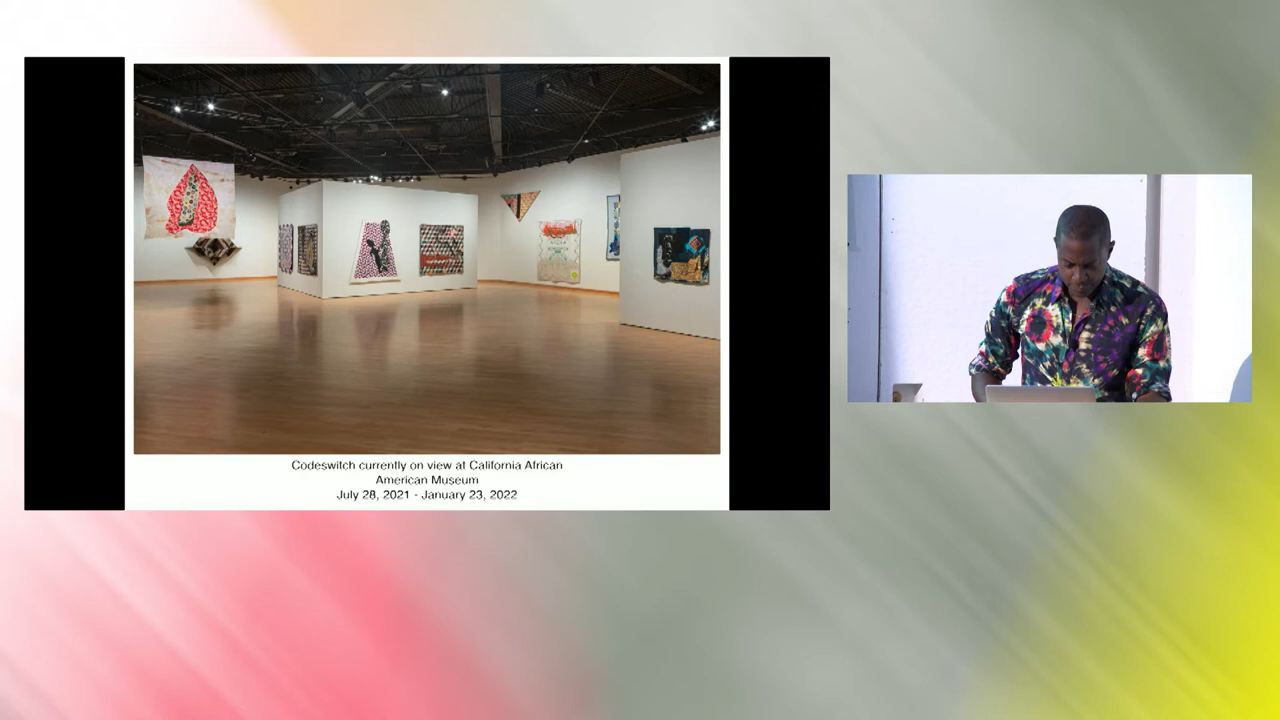 Codeswitch currently on view at California African
American Museum
July 28, 2021 - January 23, 2022